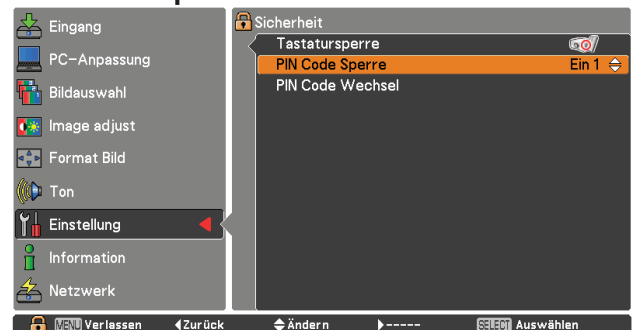 Eingang
PC-Anpassung
Bildauswahl
Image adjust
Format Bild
Ton
Einstellung
Information
Netzwerk
Sicherheit
Tastatursperre
PIN Code Sperre Ein 1
PIN Code Wechsel
MENU Verlassen Zurück Ändern ----- SELECT Auswählen